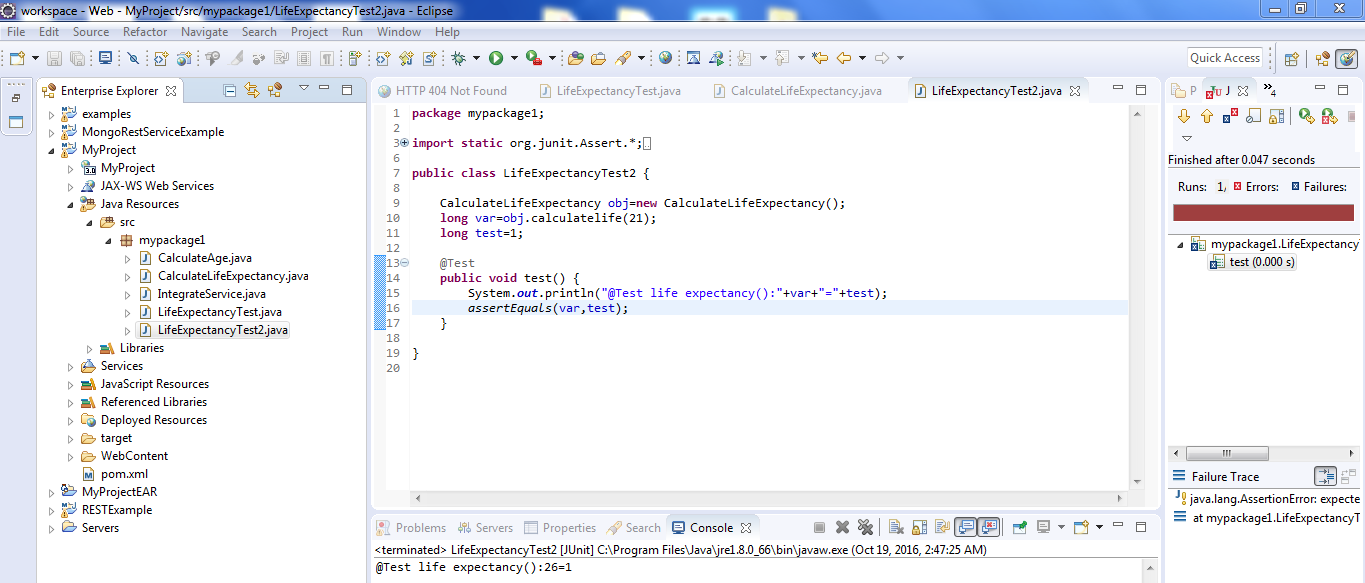 workspace - Web - MyProject/src/mypackage1/LifeExpectancyTest2.java - Eclipse
File Edit Source Refactor Navigate Search Project Run Window Help
Quick Access
Enterprise Explorer
examples
MongoRestServiceExample
MyProject
3.0 MyProject
JAX-WS Web Services
Java Resources
src
mypackage1
CalculateAge.java
CalculateLifeExpectancy.java
IntegrateService.java
LifeExpectancyTest.java
LifeExpectancyTest2.java
Libraries
Services
JavaScript Resources
Referenced Libraries
Deployed Resources
target
WebContent
pom.xml
MyProjectEAR
RESTExample
Servers
HTTP 404 Not Found LifeExpectancyTest.java CalculateLifeExpectancy.java LifeExpectancyTest2.java
1 package mypackage1;
2
3 import static org.junit.Assert.*;
6
7 public class LifeExpectancyTest2 {
8
9 CalculateLifeExpectancy obj=new CalculateLifeExpectancy();
10 long var=obj.calculatelife(21);
11 long test=1;
12
13 @Test
14 public void test() {
15 System.out.println("@Test life expectancy():"+var+"="+test);
16 assertEquals(var,test);
17 }
18
19 }
20
Problems Servers Properties Search Console
<terminated> LifeExpectancyTest2 [JUnit] C:\Program Files\Java\jre1.8.0_66\bin\javaw.exe (Oct 19, 2016, 2:47:25 AM)
@Test life expectancy():26=1
P J 4
Finished after 0.047 seconds
Runs: 1/ Errors: Failures:
mypackage1.LifeExpectancy
test (0.000 s)
Failure Trace
java.lang.AssertionError: expecte
at mypackage1.LifeExpectancyT